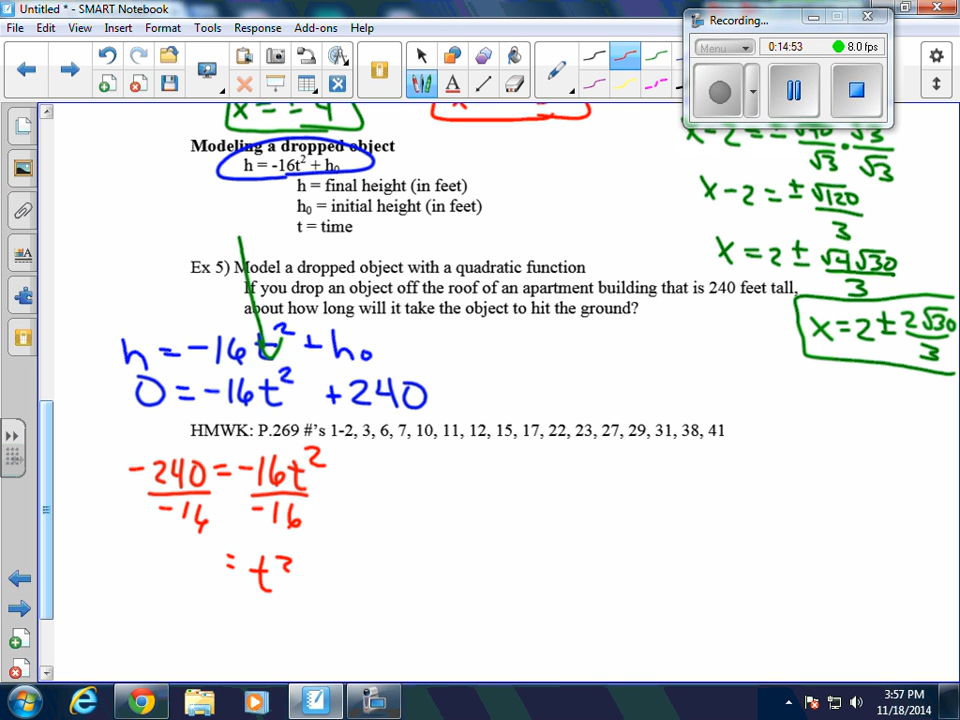 Untitled * - SMART Notebook
File Edit View Insert Format Tools Response Add-ons Help
Recording...
Menu 0:14:53 8.0 fps
x = ± 4
Modeling a dropped object
h = -16t² + h₀
h = final height (in feet)
h₀ = initial height (in feet)
t = time
x-2 = ± √40/√3 · √3/√3
x-2 = ± √120/3
x = 2 ± √4√30/3
x = 2 ± 2√30/3
Ex 5) Model a dropped object with a quadratic function
If you drop an object off the roof of an apartment building that is 240 feet tall,
about how long will it take the object to hit the ground?
h = -16t² + h₀
0 = -16t² + 240
HMWK: P.269 #'s 1-2, 3, 6, 7, 10, 11, 12, 15, 17, 22, 23, 27, 29, 31, 38, 41
-240 = -16t²
-16 -16
= t²
3:57 PM
11/18/2014